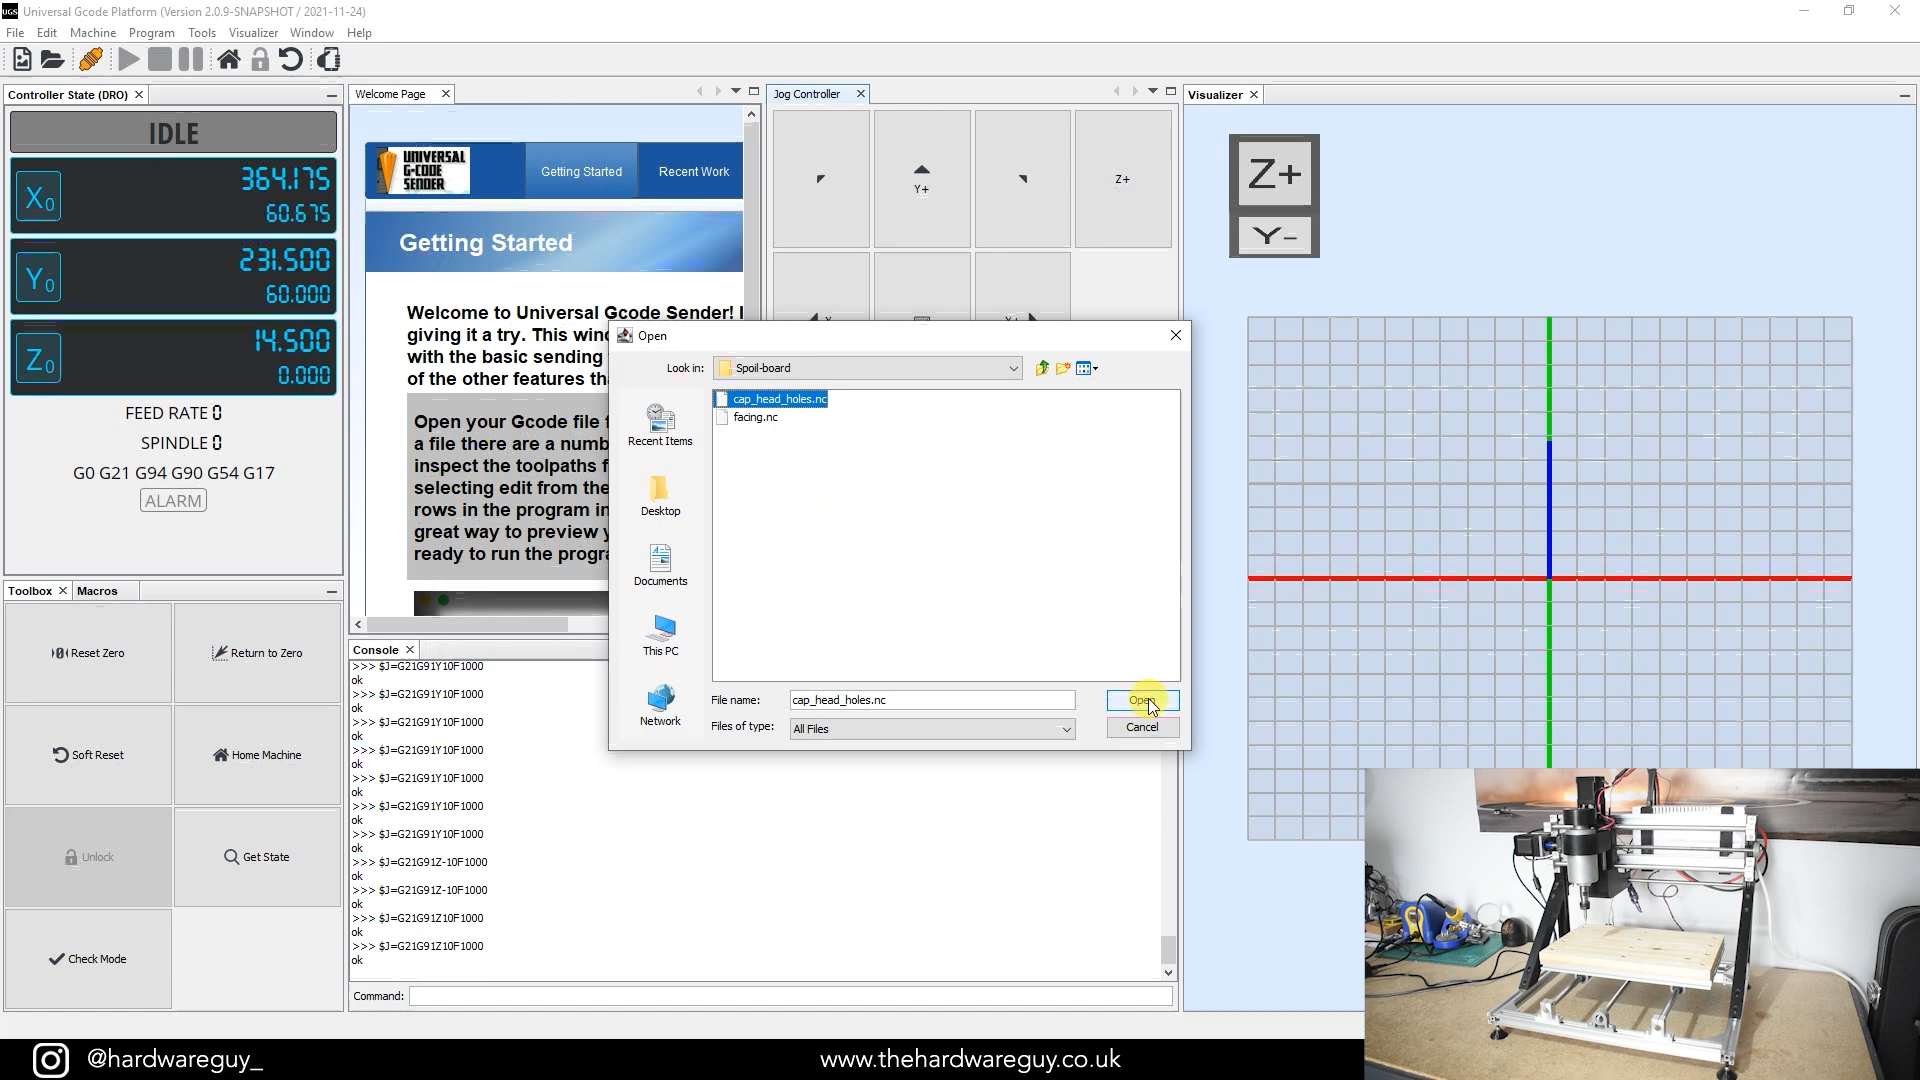 UGS Universal Gcode Platform (Version 2.0.9-SNAPSHOT / 2021-11-24)
File Edit Machine Program Tools Visualizer Window Help
Controller State (DRO)
IDLE
X0 364.175
60.675
Y0 231.500
60.000
Z0 14.500
0.000
FEED RATE 0
SPINDLE 0
G0 G21 G94 G90 G54 G17
ALARM
Toolbox Macros
Reset Zero
Return to Zero
Soft Reset
Home Machine
Unlock
Get State
Check Mode
Welcome Page
UNIVERSAL
G-CODE
SENDER
Getting Started
Recent Work
Getting Started
Welcome to Universal Gcode Sender!
giving it a try. This
with the basic sending
of the other features
Open your Gcode file
a file there are a
inspect the toolpaths
selecting edit from the
rows in the program
great way to preview
ready to run the
Console
>>> $J=G21G91Y10F1000
ok
>>> $J=G21G91Y10F1000
ok
>>> $J=G21G91Y10F1000
ok
>>> $J=G21G91Y10F1000
ok
>>> $J=G21G91Y10F1000
ok
>>> $J=G21G91Y10F1000
ok
>>> $J=G21G91Y10F1000
ok
>>> $J=G21G91Z-10F1000
ok
>>> $J=G21G91Z-10F1000
ok
>>> $J=G21G91Z10F1000
ok
>>> $J=G21G91Z10F1000
ok
Command:
Jog Controller
Y+
Z+
Open
Look in: Spoil-board
cap_head_holes.nc
facing.nc
Recent Items
Desktop
Documents
This PC
Network
File name: cap_head_holes.nc
Open
Files of type: All Files
Cancel
Visualizer
Z+
Y-
@hardwareguy_
www.thehardwareguy.co.uk